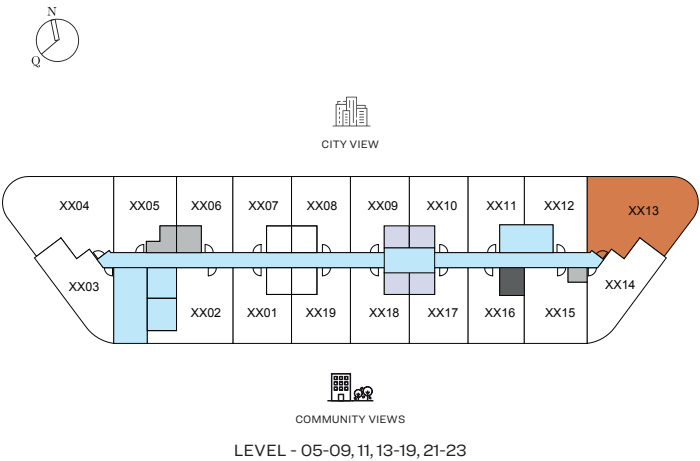 N
Q
CITY VIEW
XX04 XX05 XX06 XX07 XX08 XX09 XX10 XX11 XX12 XX13
XX03 XX02 XX01 XX19 XX18 XX17 XX16 XX15 XX14
COMMUNITY VIEWS
LEVEL - 05-09, 11, 13-19, 21-23